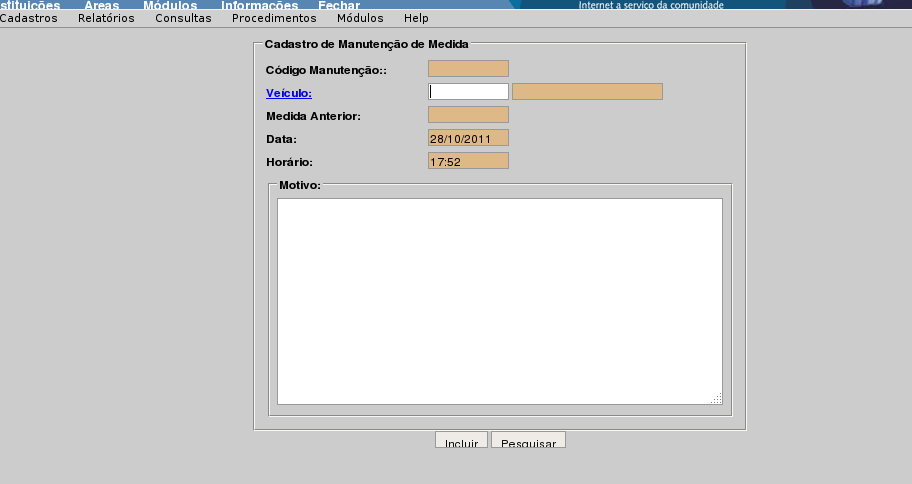 stituições Áreas Módulos Informações Fechar Internet a serviço da comunidade
Cadastros Relatórios Consultas Procedimentos Módulos Help
Cadastro de Manutenção de Medida
Código Manutenção::
Veículo:
Medida Anterior:
Data: 28/10/2011
Horário: 17:52
Motivo:
Incluir Pesquisar